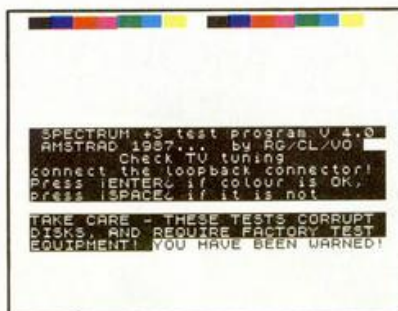 SPECTRUM +3 test program V 4.0
AMSTRAD 1987... by RG/CL/VO
Check TV tuning
connect the loopback connector!
Press [ENTER] if colour is OK,
press [SPACE] if it is not
TAKE CARE - THESE TESTS CORRUPT
DISKS, AND REQUIRE FACTORY TEST
EQUIPMENT! YOU HAVE BEEN WARNED!